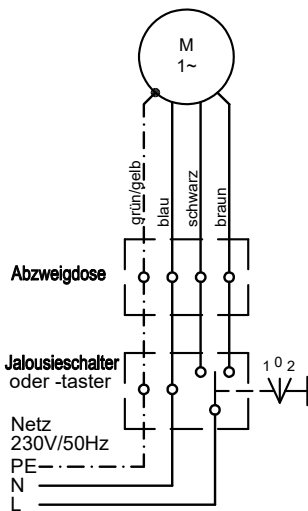 M
1~
grün/gelb
blau
schwarz
braun
Abzweigdose
Jalousieschalter
oder -taster
1 0 2
Netz
230V/50Hz
PE
N
L